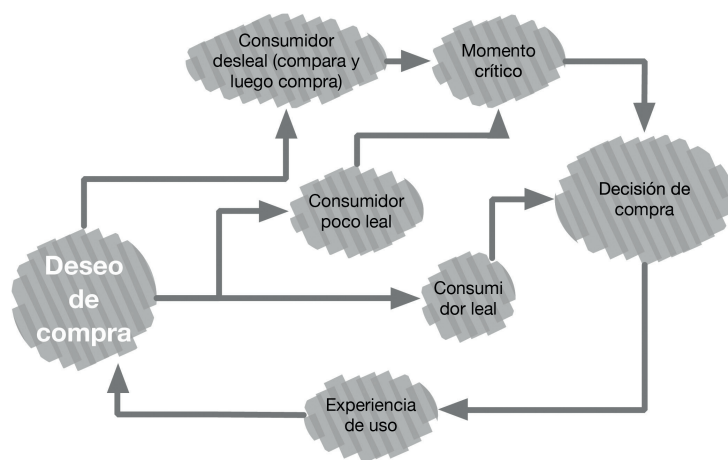 Consumidor
desleal (compara y
luego compra)
Momento
crítico
Consumidor
poco leal
Decisión de
compra
Deseo
de
compra
Consumi
dor leal
Experiencia
de uso